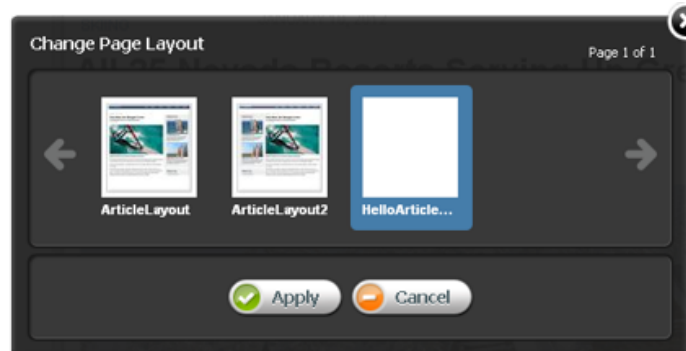 Change Page Layout
Page 1 of 1
ArticleLayout
ArticleLayout2
HelloArticle...
Apply
Cancel